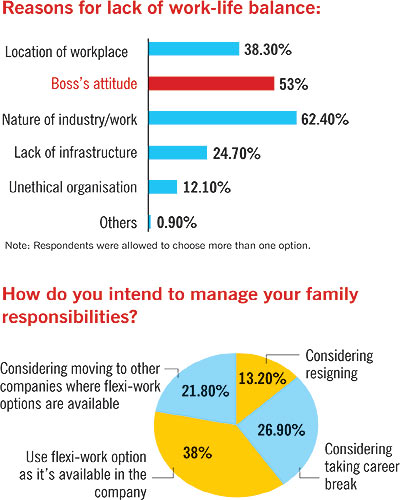 Reasons for lack of work-life balance:
Location of workplace 38.30%
Boss's attitude 53%
Nature of industry/work 62.40%
Lack of infrastructure 24.70%
Unethical organisation 12.10%
Others 0.90%
Note: Respondents were allowed to choose more than one option.
How do you intend to manage your family
responsibilities?
Considering moving to other
companies where flexi-work
options are available
21.80%
13.20%
Considering
resigning
Use flexi-work option
as it's available in the
company
38%
26.90%
Considering
taking career
break